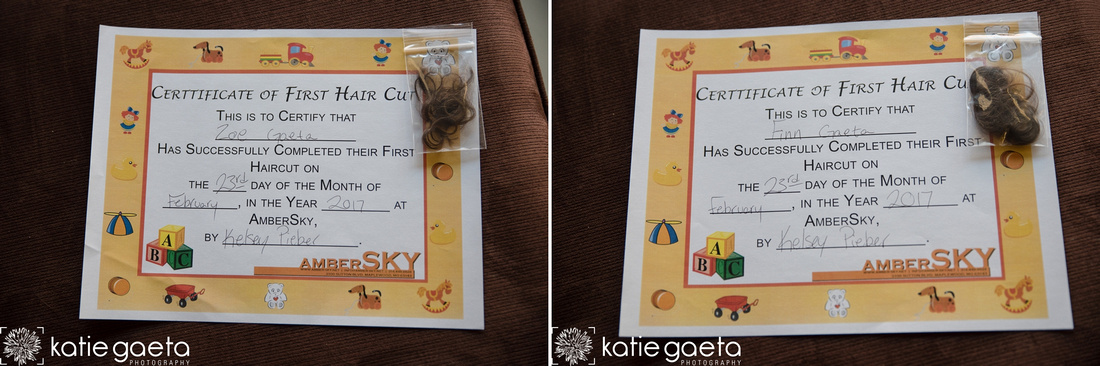 CERTTIFICATE OF FIRST HAIR CUT
THIS IS TO CERTIFY THAT
Zoe Gaeta
HAS SUCCESSFULLY COMPLETED THEIR FIRST
HAIRCUT ON
THE 23rd DAY OF THE MONTH OF
February, IN THE YEAR 2017 AT
AMBERSKY,
BY Kelsey Pieber.
A
B C
AMBERSKY
katie gaeta
PHOTOGRAPHY
CERTTIFICATE OF FIRST HAIR CU
THIS IS TO CERTIFY THAT
Finn Gaeta
HAS SUCCESSFULLY COMPLETED THEIR FIRST
HAIRCUT ON
THE 23rd DAY OF THE MONTH OF
February, IN THE YEAR 2017 AT
AMBERSKY,
BY Kelsey Pieber.
A
B C
AMBERSKY
katie gaeta
PHOTOGRAPHY